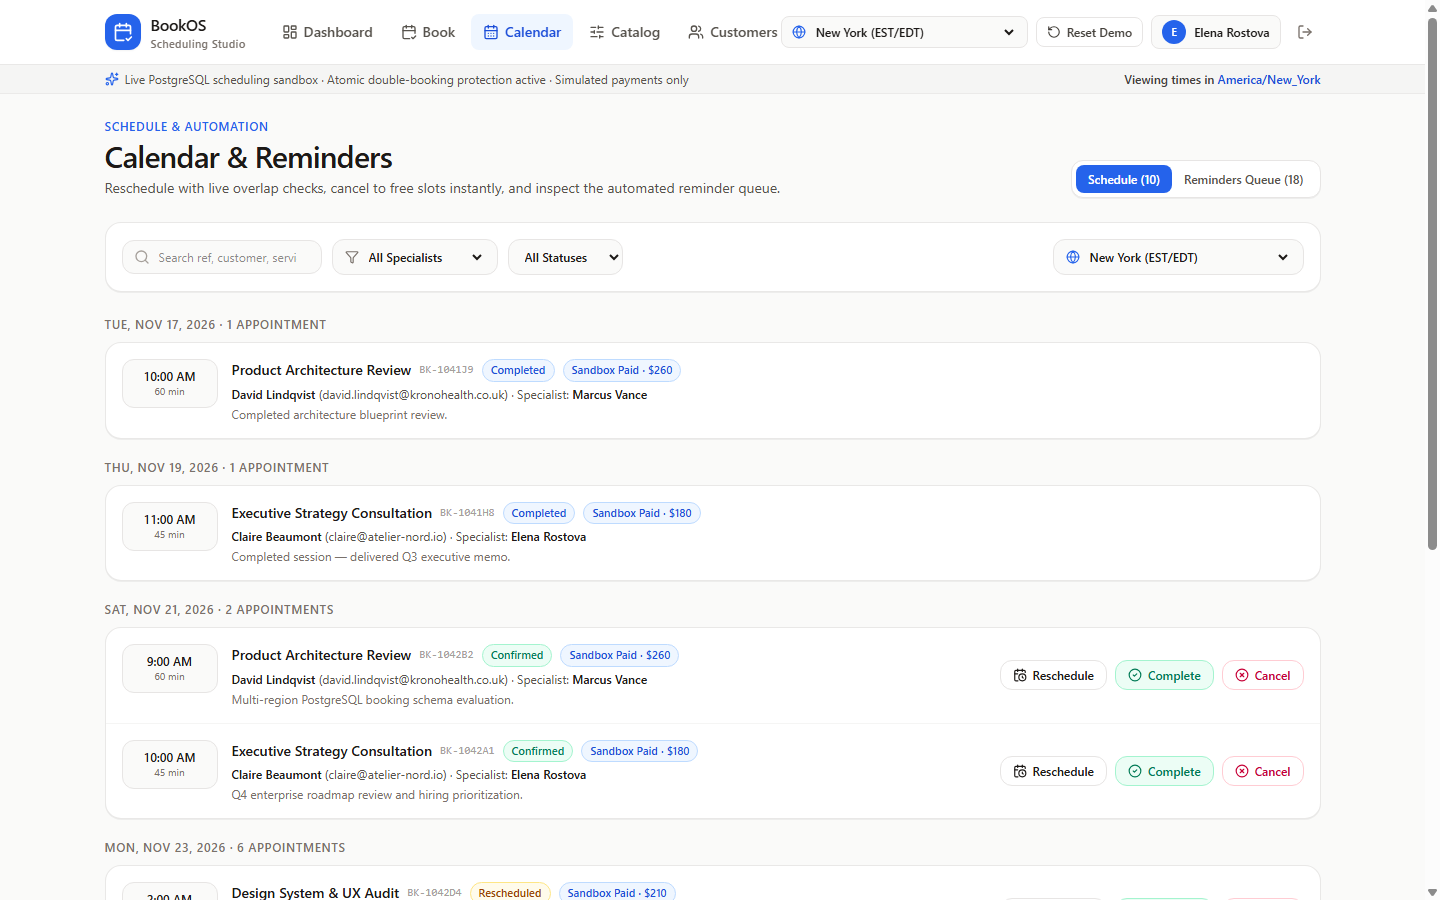 BookOS
Scheduling Studio
Dashboard
Book
Calendar
Catalog
Customers
New York (EST/EDT)
Reset Demo
E
Elena Rostova
Live PostgreSQL scheduling sandbox · Atomic double-booking protection active · Simulated payments only
Viewing times in America/New_York
SCHEDULE & AUTOMATION
Calendar & Reminders
Reschedule with live overlap checks, cancel to free slots instantly, and inspect the automated reminder queue.
Schedule (10)
Reminders Queue (18)
Search ref, customer, servi
All Specialists
All Statuses
New York (EST/EDT)
TUE, NOV 17, 2026 · 1 APPOINTMENT
10:00 AM
60 min
Product Architecture Review BK-1041J9 Completed Sandbox Paid · $260
David Lindqvist (david.lindqvist@kronohealth.co.uk) · Specialist: Marcus Vance
Completed architecture blueprint review.
THU, NOV 19, 2026 · 1 APPOINTMENT
11:00 AM
45 min
Executive Strategy Consultation BK-1041H8 Completed Sandbox Paid · $180
Claire Beaumont (claire@atelier-nord.io) · Specialist: Elena Rostova
Completed session — delivered Q3 executive memo.
SAT, NOV 21, 2026 · 2 APPOINTMENTS
9:00 AM
60 min
Product Architecture Review BK-1042B2 Confirmed Sandbox Paid · $260
David Lindqvist (david.lindqvist@kronohealth.co.uk) · Specialist: Marcus Vance
Multi-region PostgreSQL booking schema evaluation.
Reschedule
Complete
Cancel
10:00 AM
45 min
Executive Strategy Consultation BK-1042A1 Confirmed Sandbox Paid · $180
Claire Beaumont (claire@atelier-nord.io) · Specialist: Elena Rostova
Q4 enterprise roadmap review and hiring prioritization.
Reschedule
Complete
Cancel
MON, NOV 23, 2026 · 6 APPOINTMENTS
2:00 AM
Design System & UX Audit BK-1042D4 Rescheduled Sandbox Paid · $210